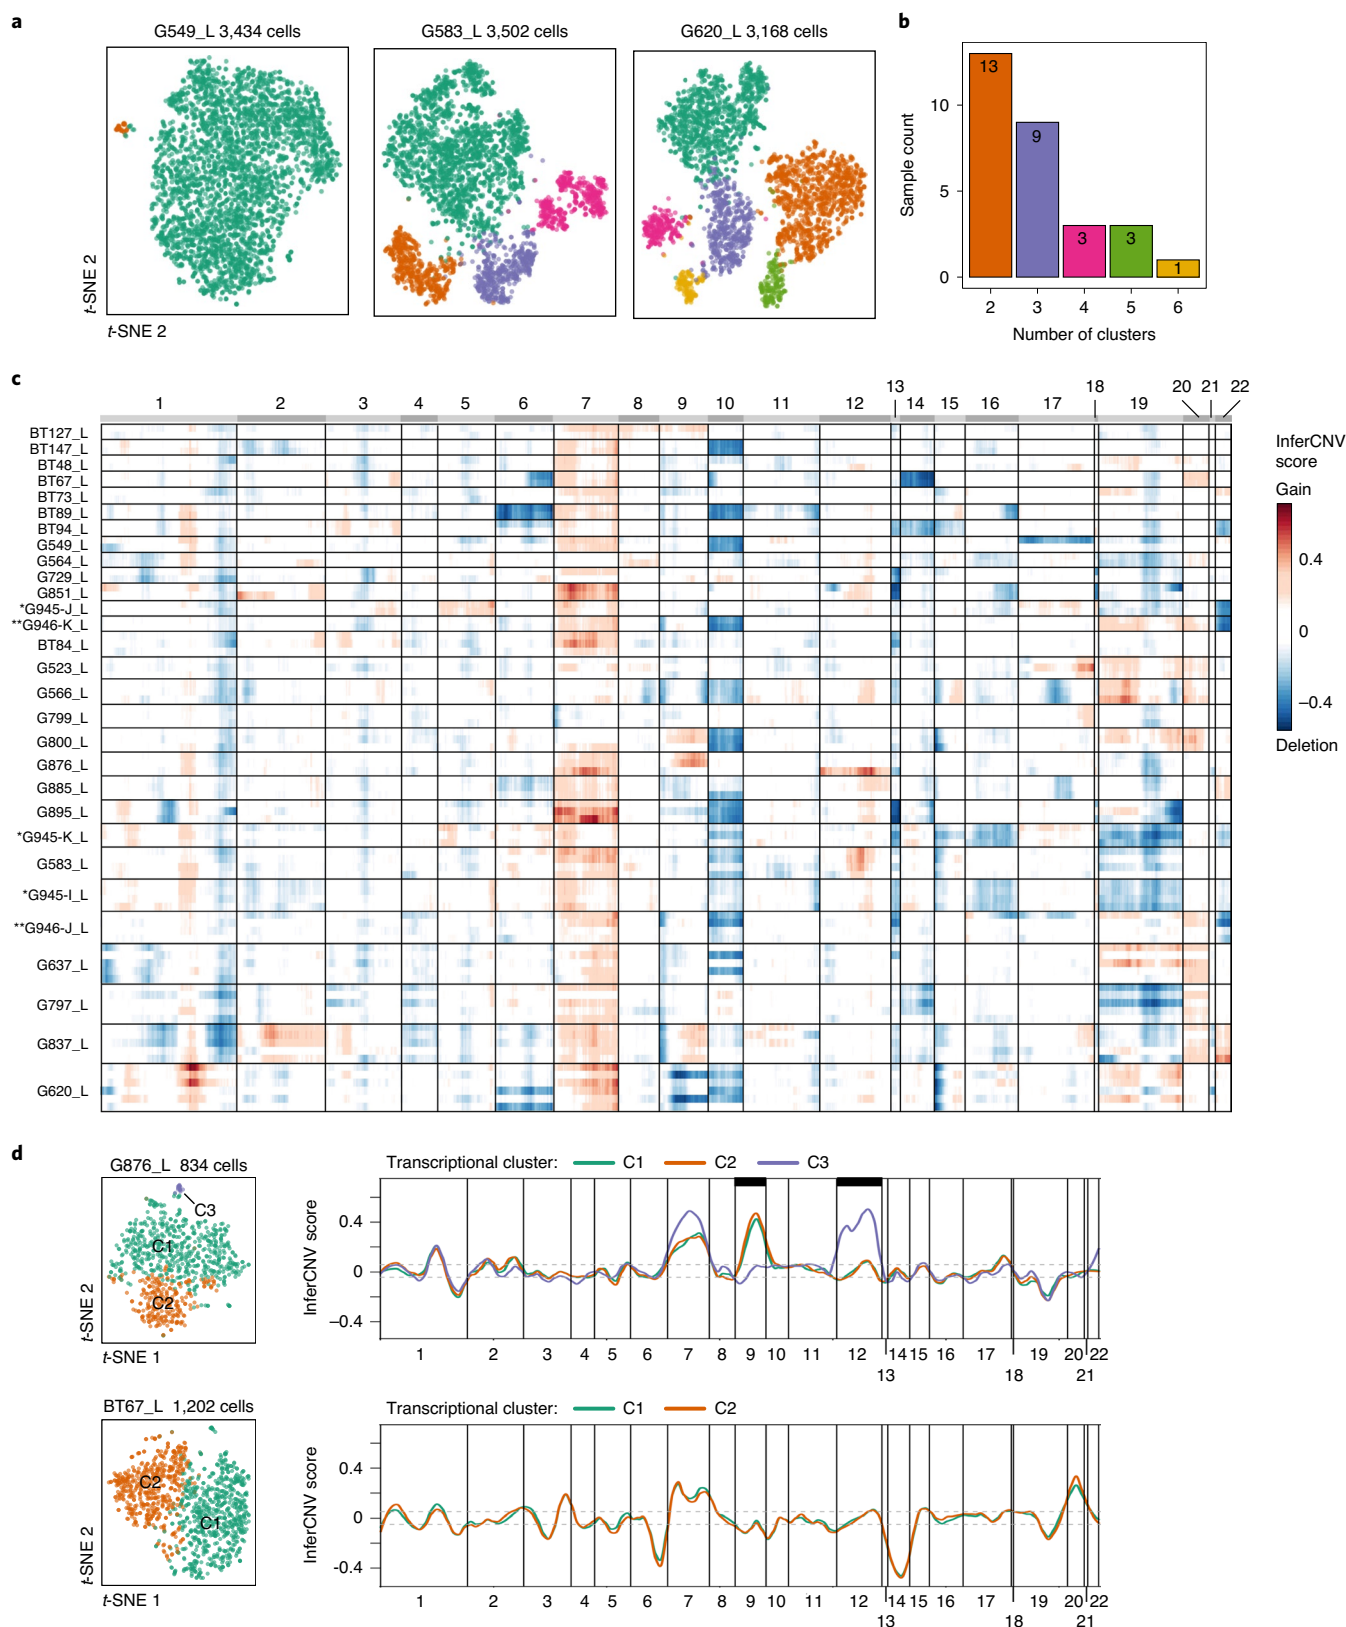 a
G549_L 3,434 cells
G583_L 3,502 cells
G620_L 3,168 cells
t-SNE 2
t-SNE 2
b
13
9
3
3
1
10
5
0
Sample count
2 3 4 5 6
Number of clusters
c
13 18 20 21 22
1 2 3 4 5 6 7 8 9 10 11 12 14 15 16 17 19
BT127_L
BT147_L
BT48_L
BT67_L
BT73_L
BT89_L
BT94_L
G549_L
G564_L
G729_L
G851_L
*G945-J_L
**G946-K_L
BT84_L
G523_L
G566_L
G799_L
G800_L
G876_L
G885_L
G895_L
*G945-K_L
G583_L
*G945-I_L
**G946-J_L
G637_L
G797_L
G837_L
G620_L
InferCNV
score
Gain
0.4
0
−0.4
Deletion
d
G876_L 834 cells
C3
C1
C2
t-SNE 2
t-SNE 1
Transcriptional cluster: C1 C2 C3
InferCNV score
0.4
0
−0.4
1 2 3 4 5 6 7 8 9 10 11 12 14 15 16 17 19 20 22
13 18 21
BT67_L 1,202 cells
C2
C1
t-SNE 2
t-SNE 1
Transcriptional cluster: C1 C2
InferCNV score
0.4
0
-0.4
1 2 3 4 5 6 7 8 9 10 11 12 14 15 16 17 19 20 22
13 18 21